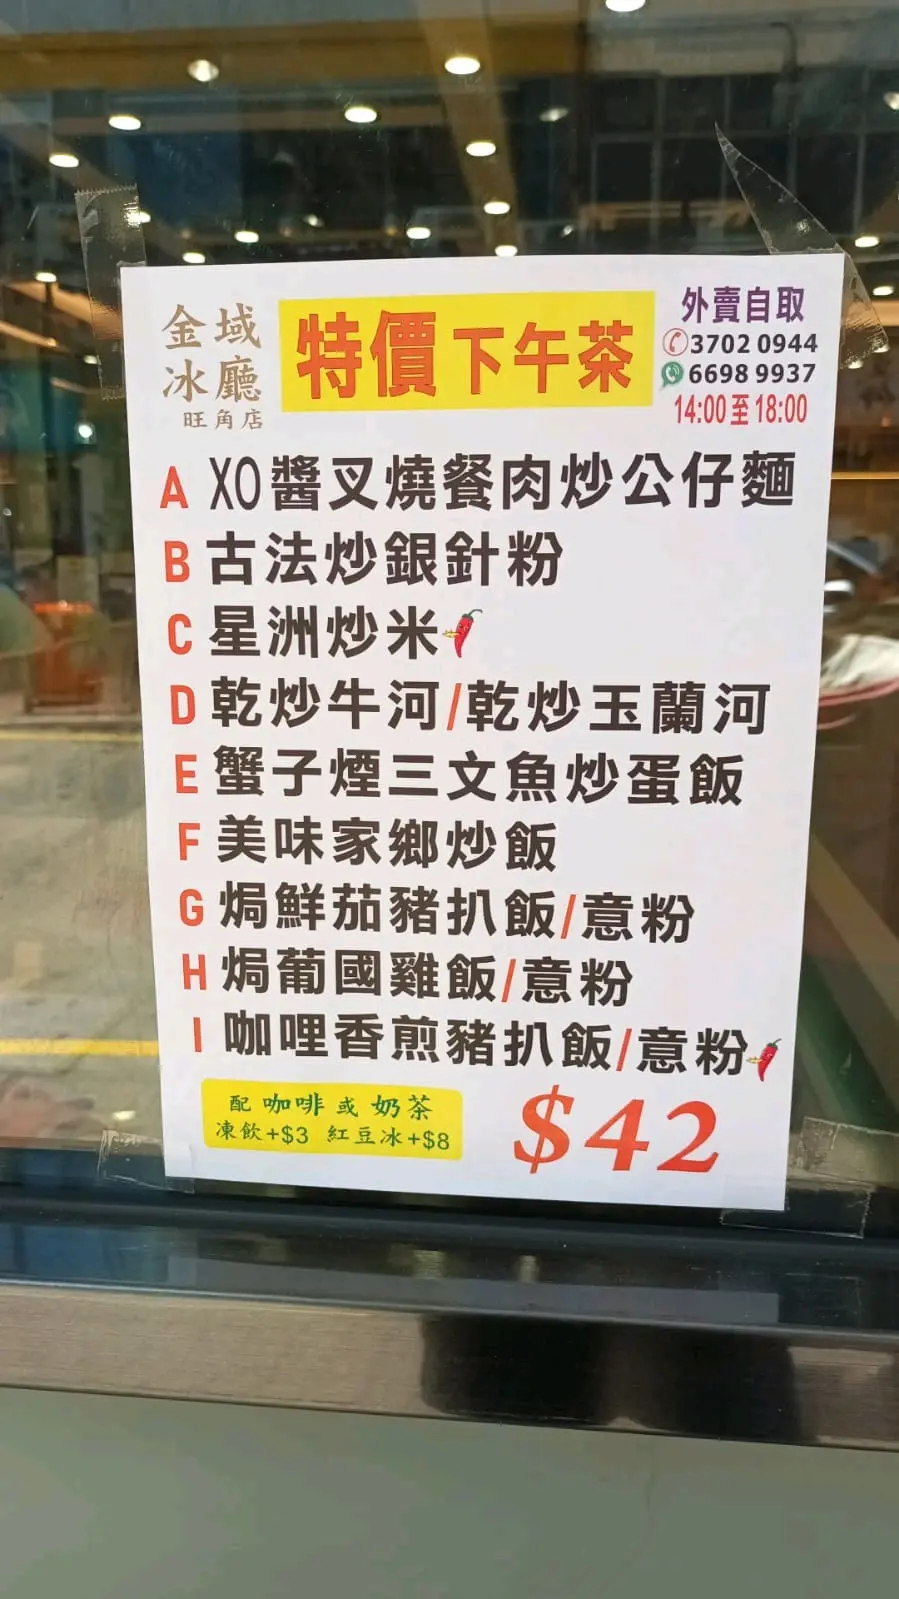 金域
冰廳
旺角店
特價下午茶
外賣自取
3702 0944
6698 9937
14:00至18:00
A XO醬叉燒餐肉炒公仔麵
B 古法炒銀針粉
C 星洲炒米
D 乾炒牛河/乾炒玉蘭河
E 蟹子煙三文魚炒蛋飯
F 美味家鄉炒飯
G 焗鮮茄豬扒飯/意粉
H 焗葡國雞飯/意粉
I 咖哩香煎豬扒飯/意粉
配 咖啡 或 奶茶
凍飲+$3 紅豆冰+$8
$42